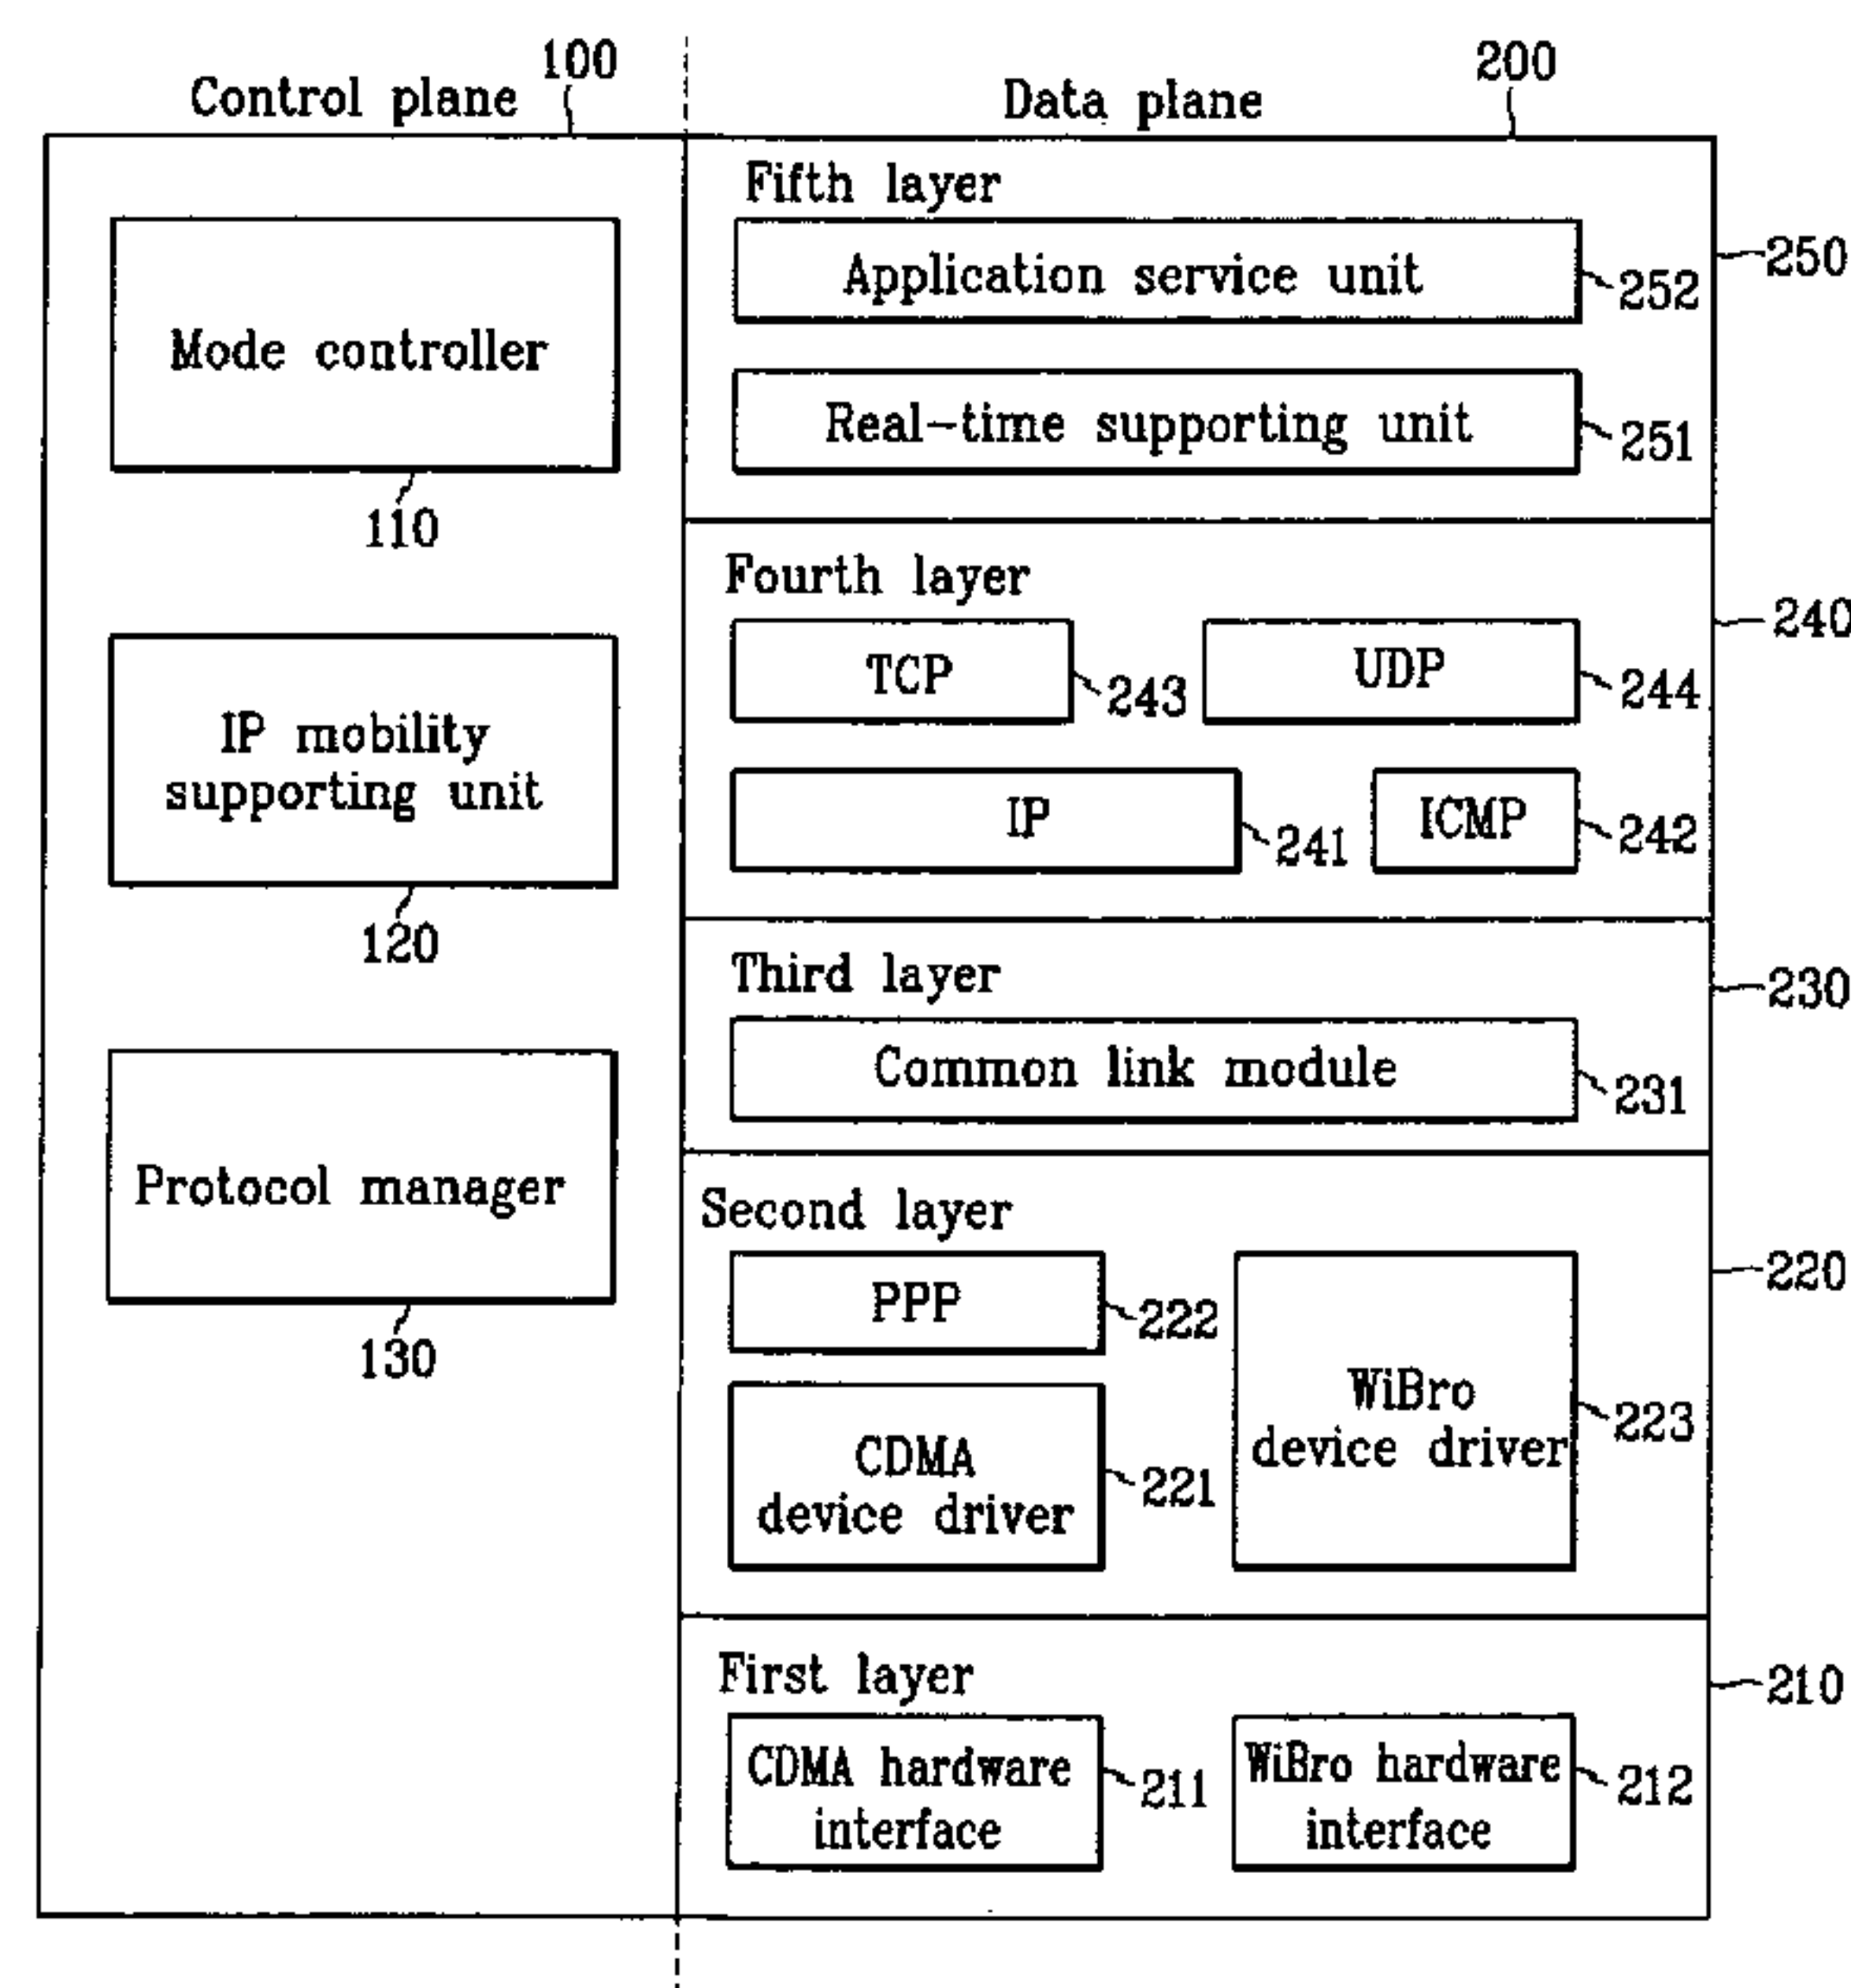 Control plane
100
Mode controller
110
IP mobility
supporting unit
120
Protocol manager
130
Data plane
200
Fifth layer
250
Application service unit
252
Real-time supporting unit
251
Fourth layer
240
TCP
243
UDP
244
IP
241
ICMP
242
Third layer
230
Common link module
231
Second layer
220
PPP
222
CDMA
device driver
221
WiBro
device driver
223
First layer
210
CDMA hardware
interface
211
WiBro hardware
interface
212